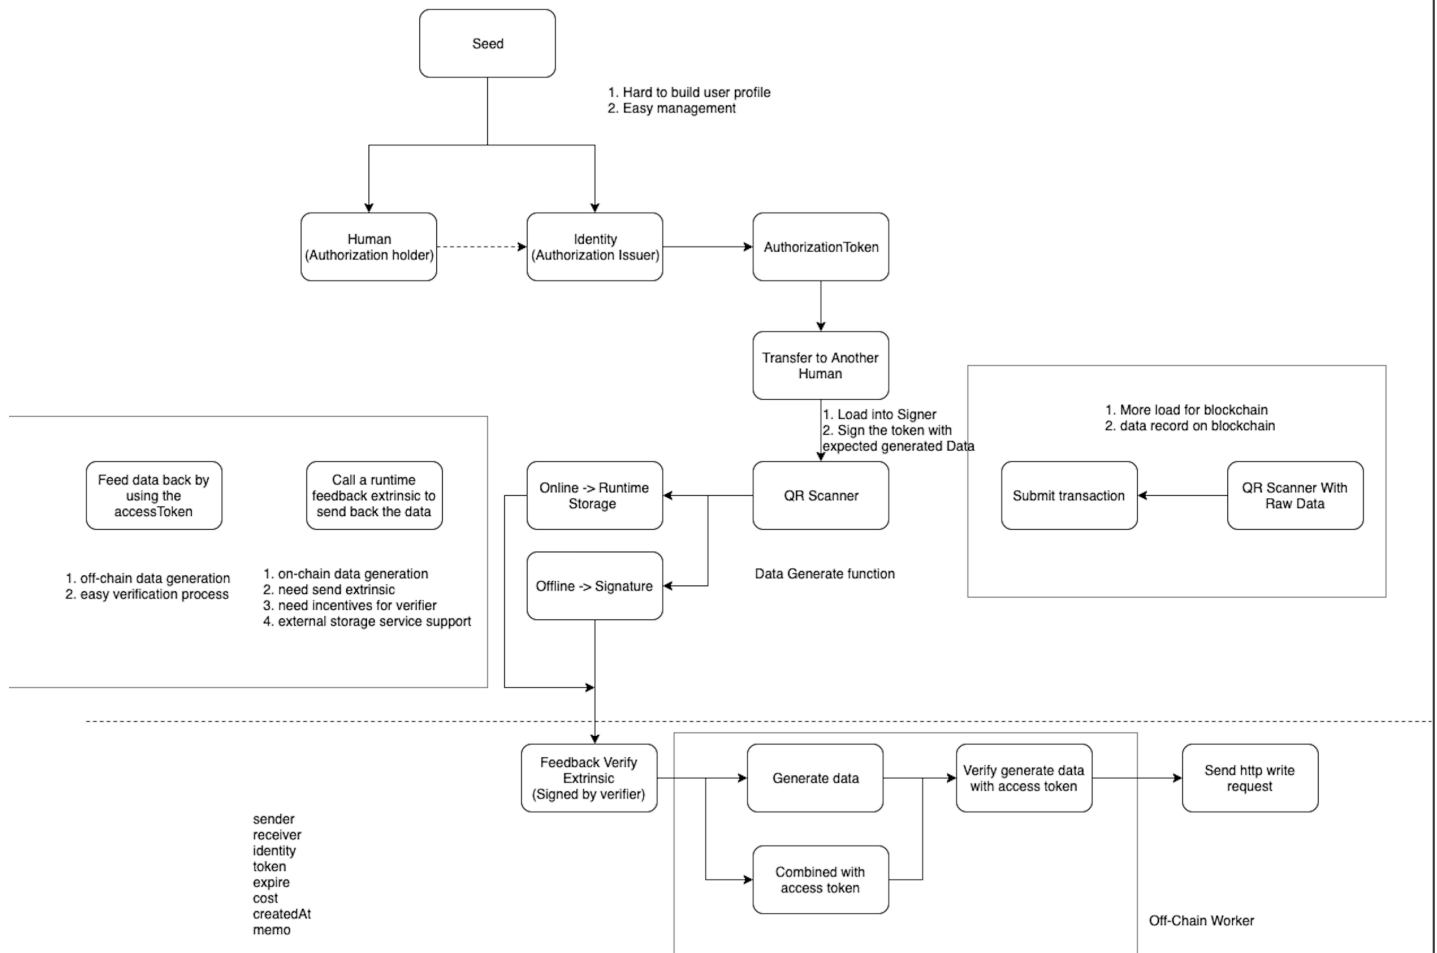 Seed
1. Hard to build user profile
2. Easy management
Human
(Authorization holder)
Identity
(Authorization Issuer)
AuthorizationToken
Transfer to Another
Human
1. Load into Signer
2. Sign the token with
expected generated Data
1. More load for blockchain
2. data record on blockchain
Feed data back by
using the
accessToken
Call a runtime
feedback extrinsic to
send back the data
Online -> Runtime
Storage
QR Scanner
Submit transaction
QR Scanner With
Raw Data
1. off-chain data generation
2. easy verification process
1. on-chain data generation
2. need send extrinsic
3. need incentives for verifier
4. external storage service support
Offline -> Signature
Data Generate function
Feedback Verify
Extrinsic
(Signed by verifier)
Generate data
Verify generate data
with access token
Send http write
request
sender
receiver
identity
token
expire
cost
createdAt
memo
Combined with
access token
Off-Chain Worker